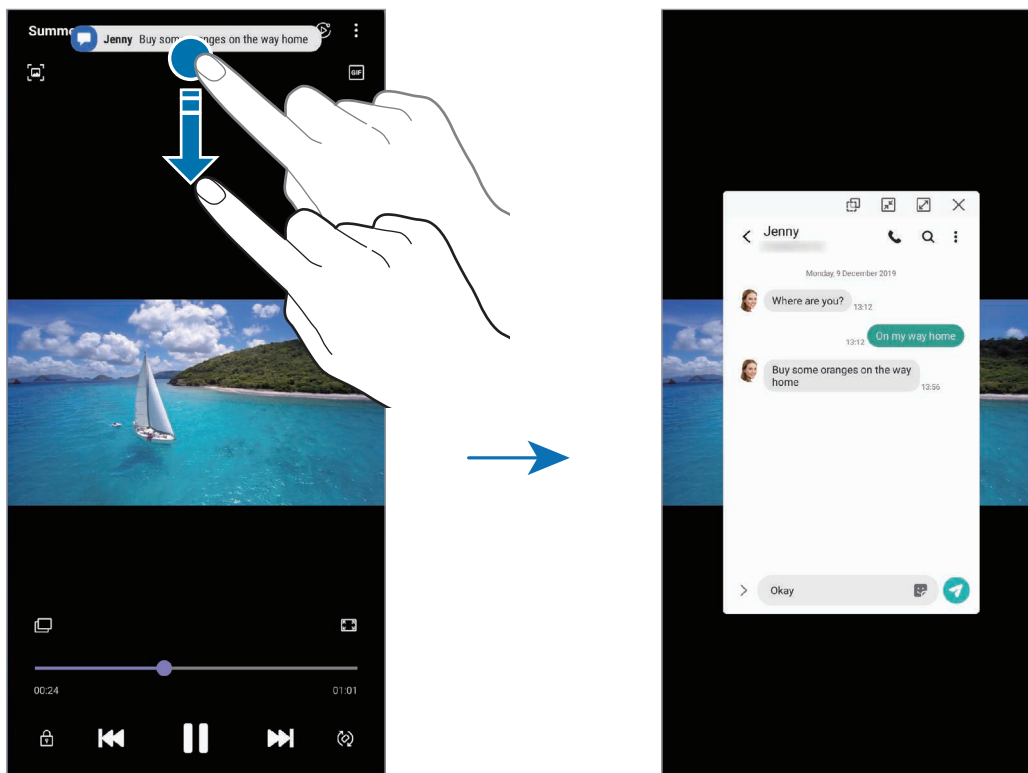 Jenny Buy some oranges on the way home
GIF
00:24
01:01
Jenny
Monday, 9 December 2019
Where are you?
13:12
13:12
On my way home
Buy some oranges on the way
home
13:56
Okay